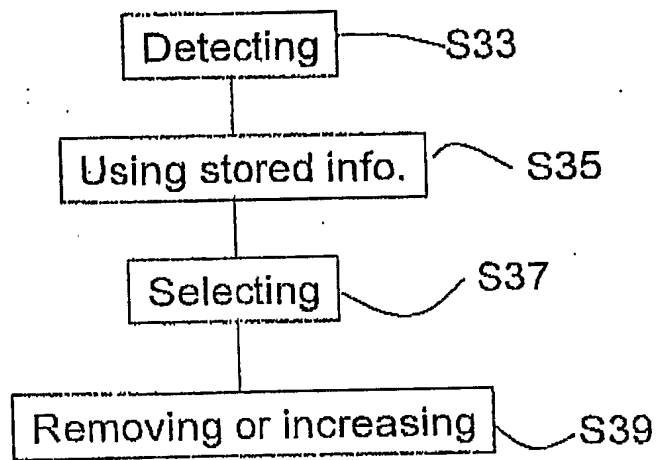 Detecting S33
Using stored info. S35
Selecting S37
Removing or increasing S39